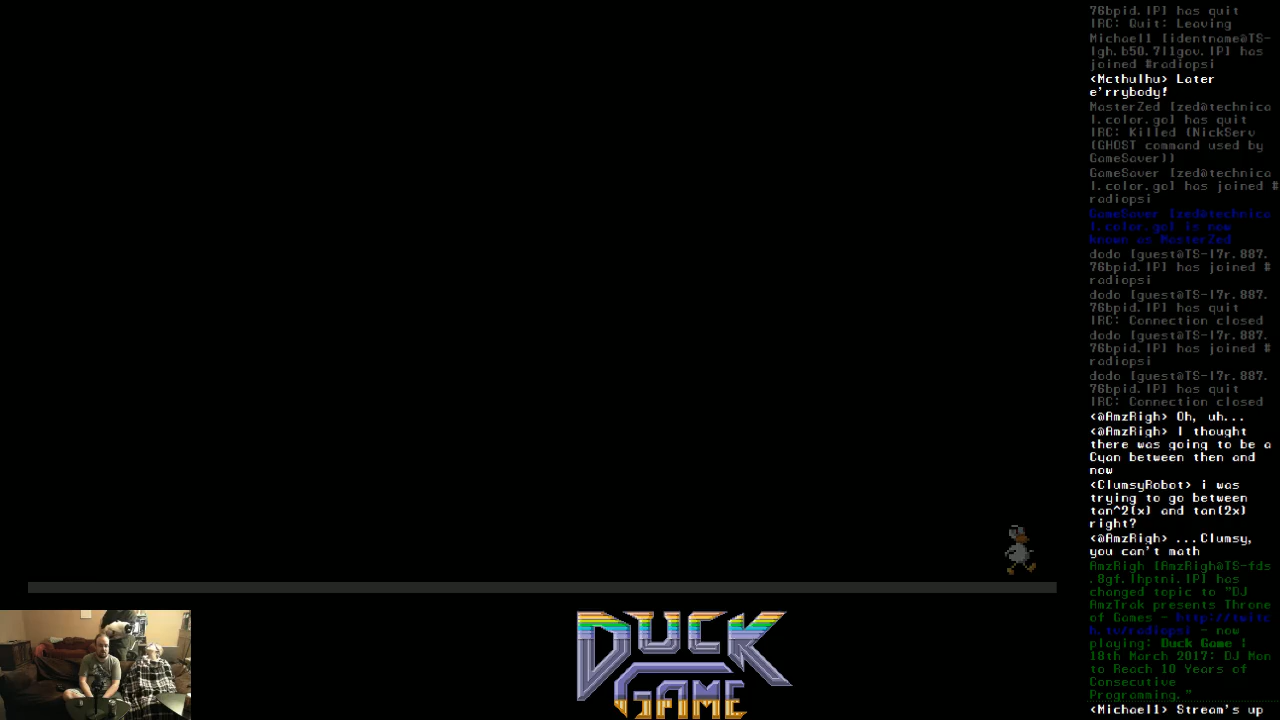 76bpid.IP] has quit
IRC: Quit: Leaving
Michael1 [identname@TS-
lgh.b50.7l1gov.IP] has
joined #radiopsi
<Mcthulhu> Later
e'rrybody!
MasterZed [zed@technica
l.color.go] has quit
IRC: Killed (NickServ
(GHOST command used by
GameSaver))
GameSaver [zed@technica
l.color.go] has joined #
radiopsi
GameSaver [zed@technica
l.color.go] is now
known as MasterZed
dodo [guest@TS-l7r.887.
76bpid.IP] has joined #
radiopsi
dodo [guest@TS-l7r.887.
76bpid.IP] has quit
IRC: Connection closed
dodo [guest@TS-l7r.887.
76bpid.IP] has joined #
radiopsi
dodo [guest@TS-l7r.887.
76bpid.IP] has quit
IRC: Connection closed
<@AmzRigh> Oh, uh...
<@AmzRigh> I thought
there was going to be a
Cyan between then and
now
<ClumsyRobot> i was
trying to go between
tan^2(x) and tan(2x)
right?
<@AmzRigh> ...Clumsy,
you can't math
AmzRigh [AmzRigh@TS-fds
.8gf.lhptni.IP] has
changed topic to "DJ
AmzTrak presents Throne
of Games - http://twitc
h.tv/radiopsi - now
playing: Duck Game |
18th March 2017: DJ Mon
to Reach 10 Years of
Consecutive
Programming."
<Michael1> Stream's up
DUCK
GAME